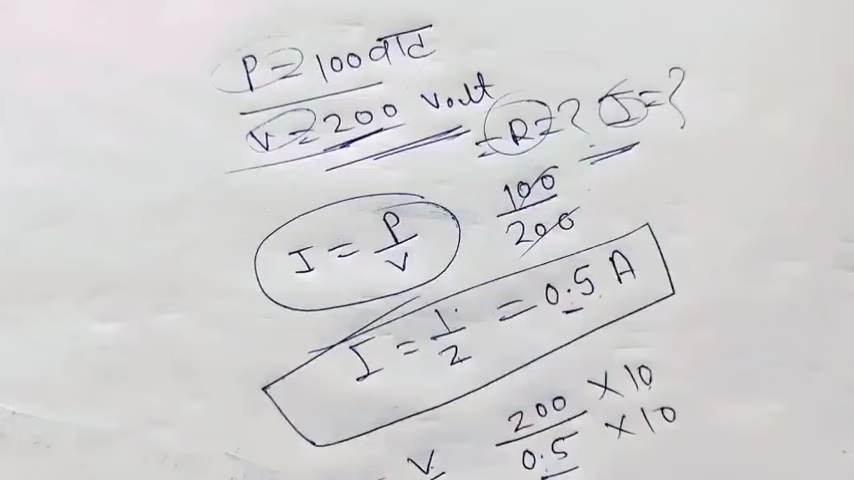 P = 100 वाट
V = 200 Volt
R = ? I = ?
I = P/V 100/200
I = 1/2 = 0.5 A
V 200 × 10 / 0.5 × 10